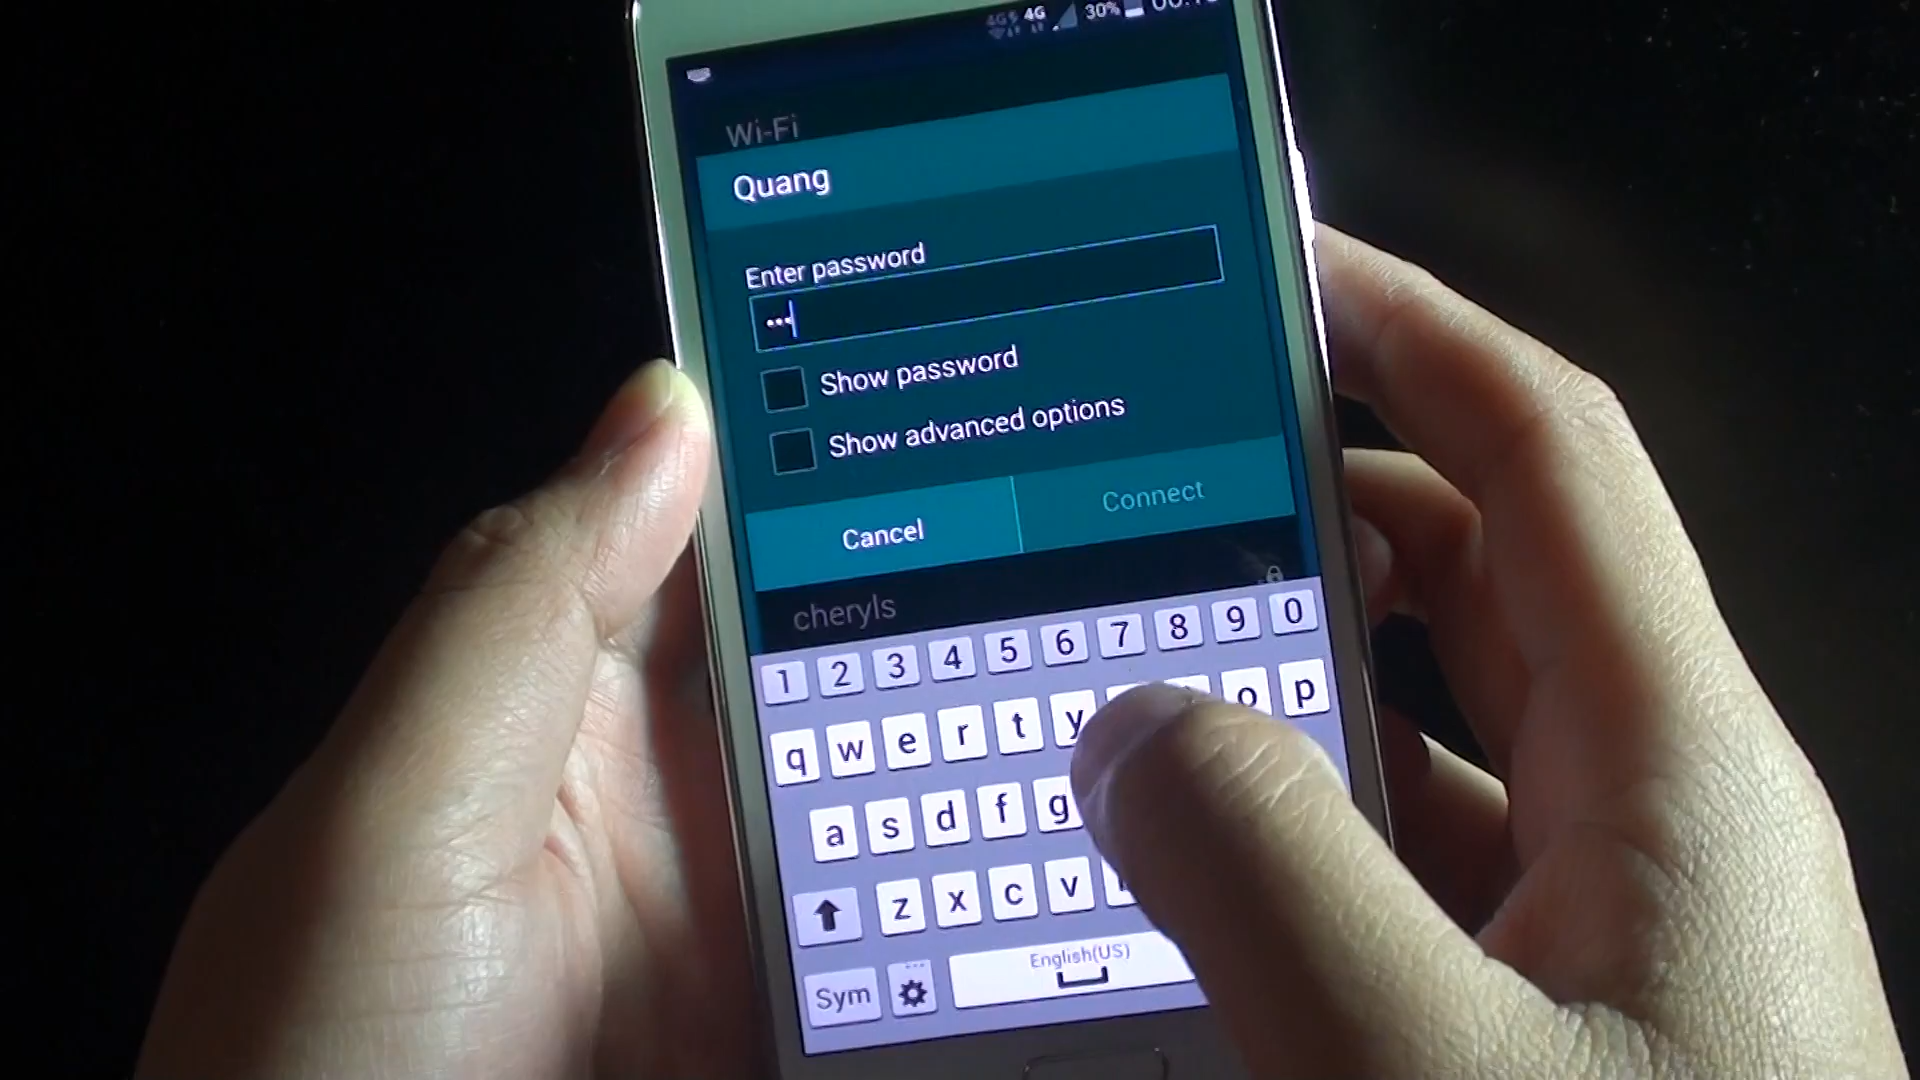 4G 4G 30%
Wi-Fi
Quang
Enter password
•••
Show password
Show advanced options
Cancel Connect
cheryls
1 2 3 4 5 6 7 8 9 0
q w e r t y o p
a s d f g
z x c v
Sym English(US)